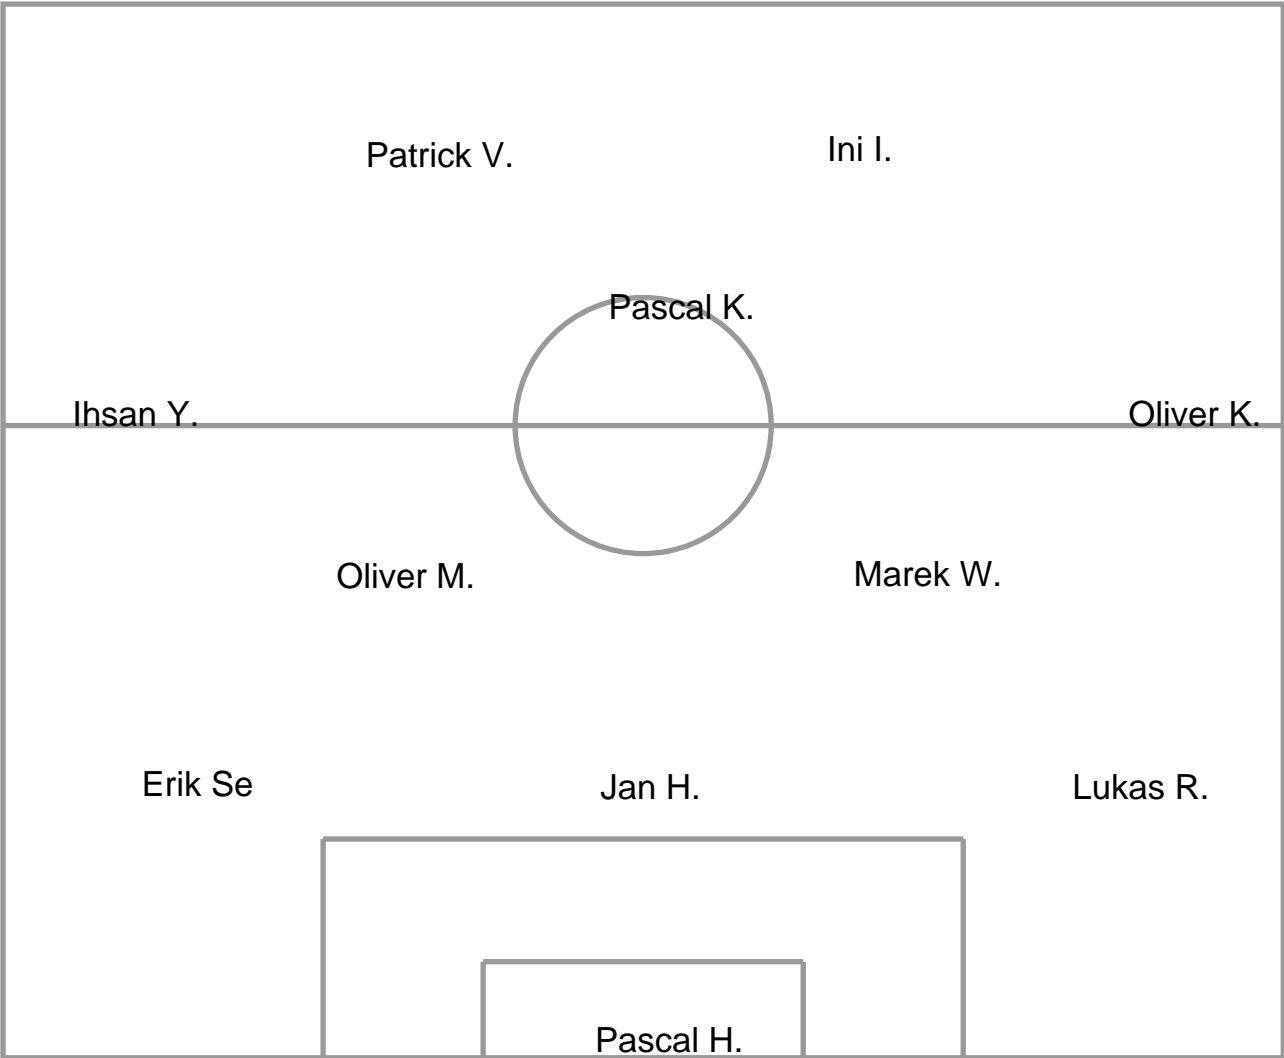 Patrick V.
Ini I.
Pascal K.
Ihsan Y.
Oliver K.
Oliver M.
Marek W.
Erik Se
Jan H.
Lukas R.
Pascal H.